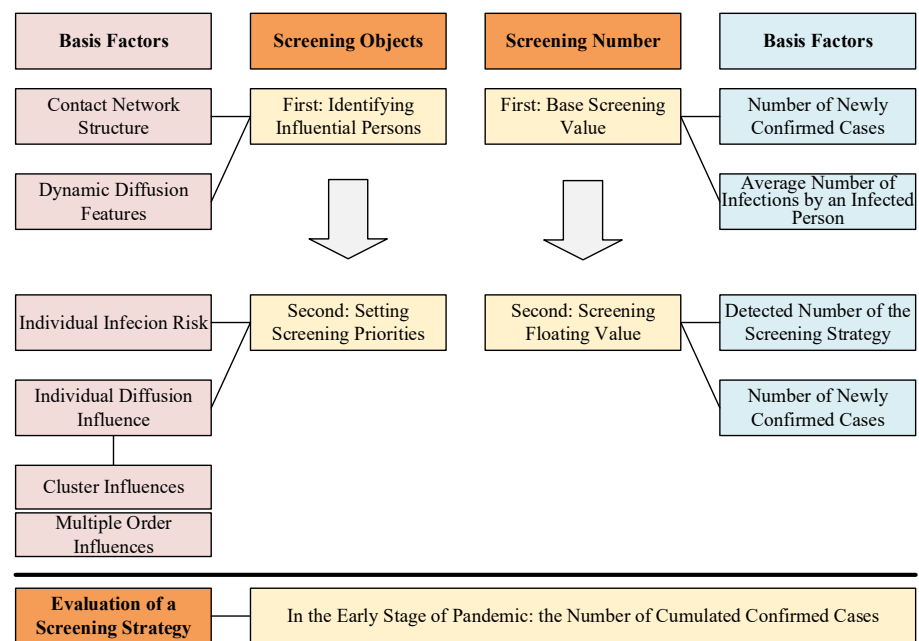 Basis Factors
Screening Objects
Screening Number
Basis Factors
Contact Network
Structure
First: Identifying
Influential Persons
First: Base Screening
Value
Number of Newly
Confirmed Cases
Dynamic Diffusion
Features
Average Number of
Infections by an Infected
Person
Individual Infecion Risk
Second: Setting
Screening Priorities
Second: Screening
Floating Value
Detected Number of the
Screening Strategy
Individual Diffusion
Influence
Number of Newly
Confirmed Cases
Cluster Influences
Multiple Order
Influences
Evaluation of a
Screening Strategy
In the Early Stage of Pandemic: the Number of Cumulated Confirmed Cases